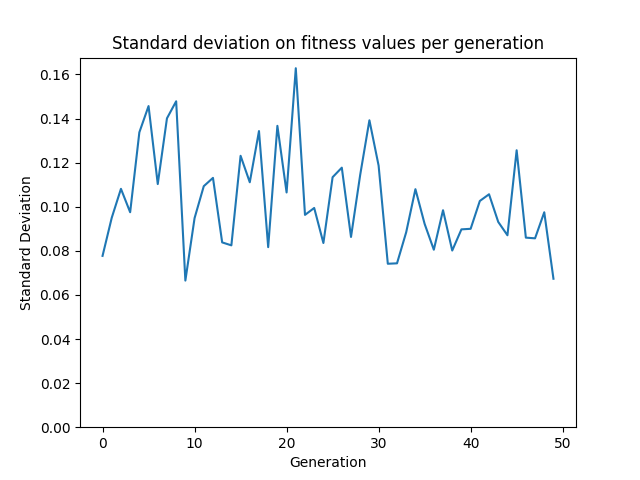 Standard deviation on fitness values per generation
0.16
0.14
0.12
0.10
0.08
0.06
0.04
0.02
0.00
Standard Deviation
0 10 20 30 40 50
Generation